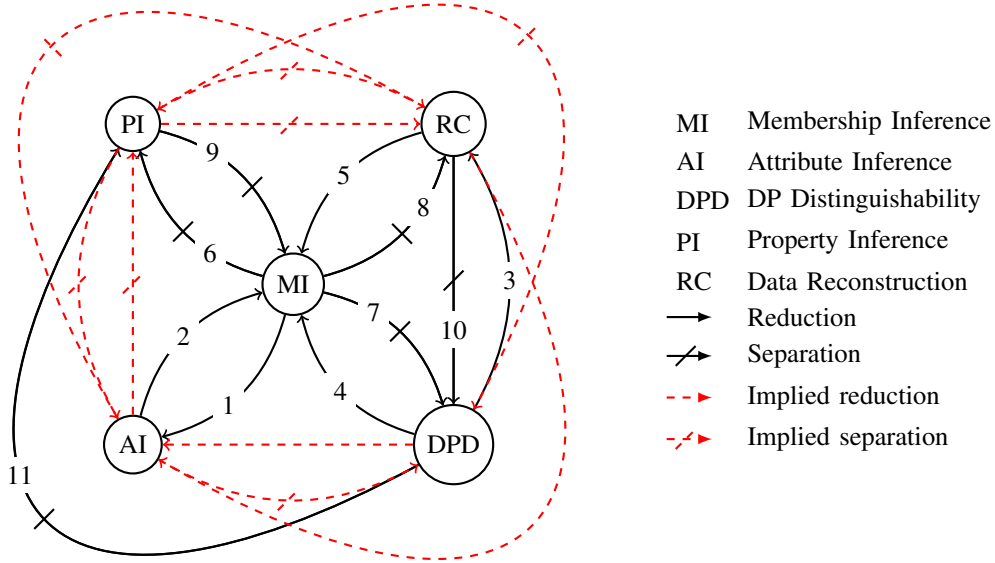 PI
RC
9
5
8
6
MI
7
3
2
10
1
4
AI
DPD
11
MI Membership Inference
AI Attribute Inference
DPD DP Distinguishability
PI Property Inference
RC Data Reconstruction
Reduction
Separation
Implied reduction
Implied separation